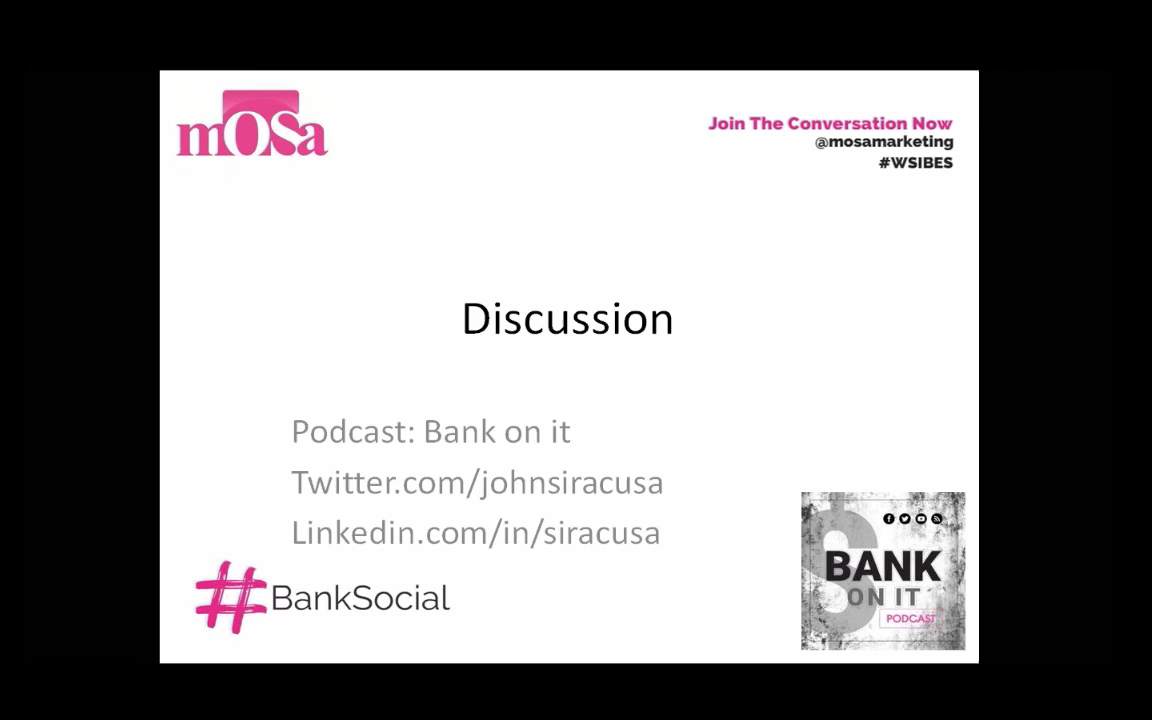 mOSa
Join The Conversation Now
@mosamarketing
#WSIBES
Discussion
Podcast: Bank on it
Twitter.com/johnsiracusa
Linkedin.com/in/siracusa
#BankSocial
$
BANK
ON IT
PODCAST